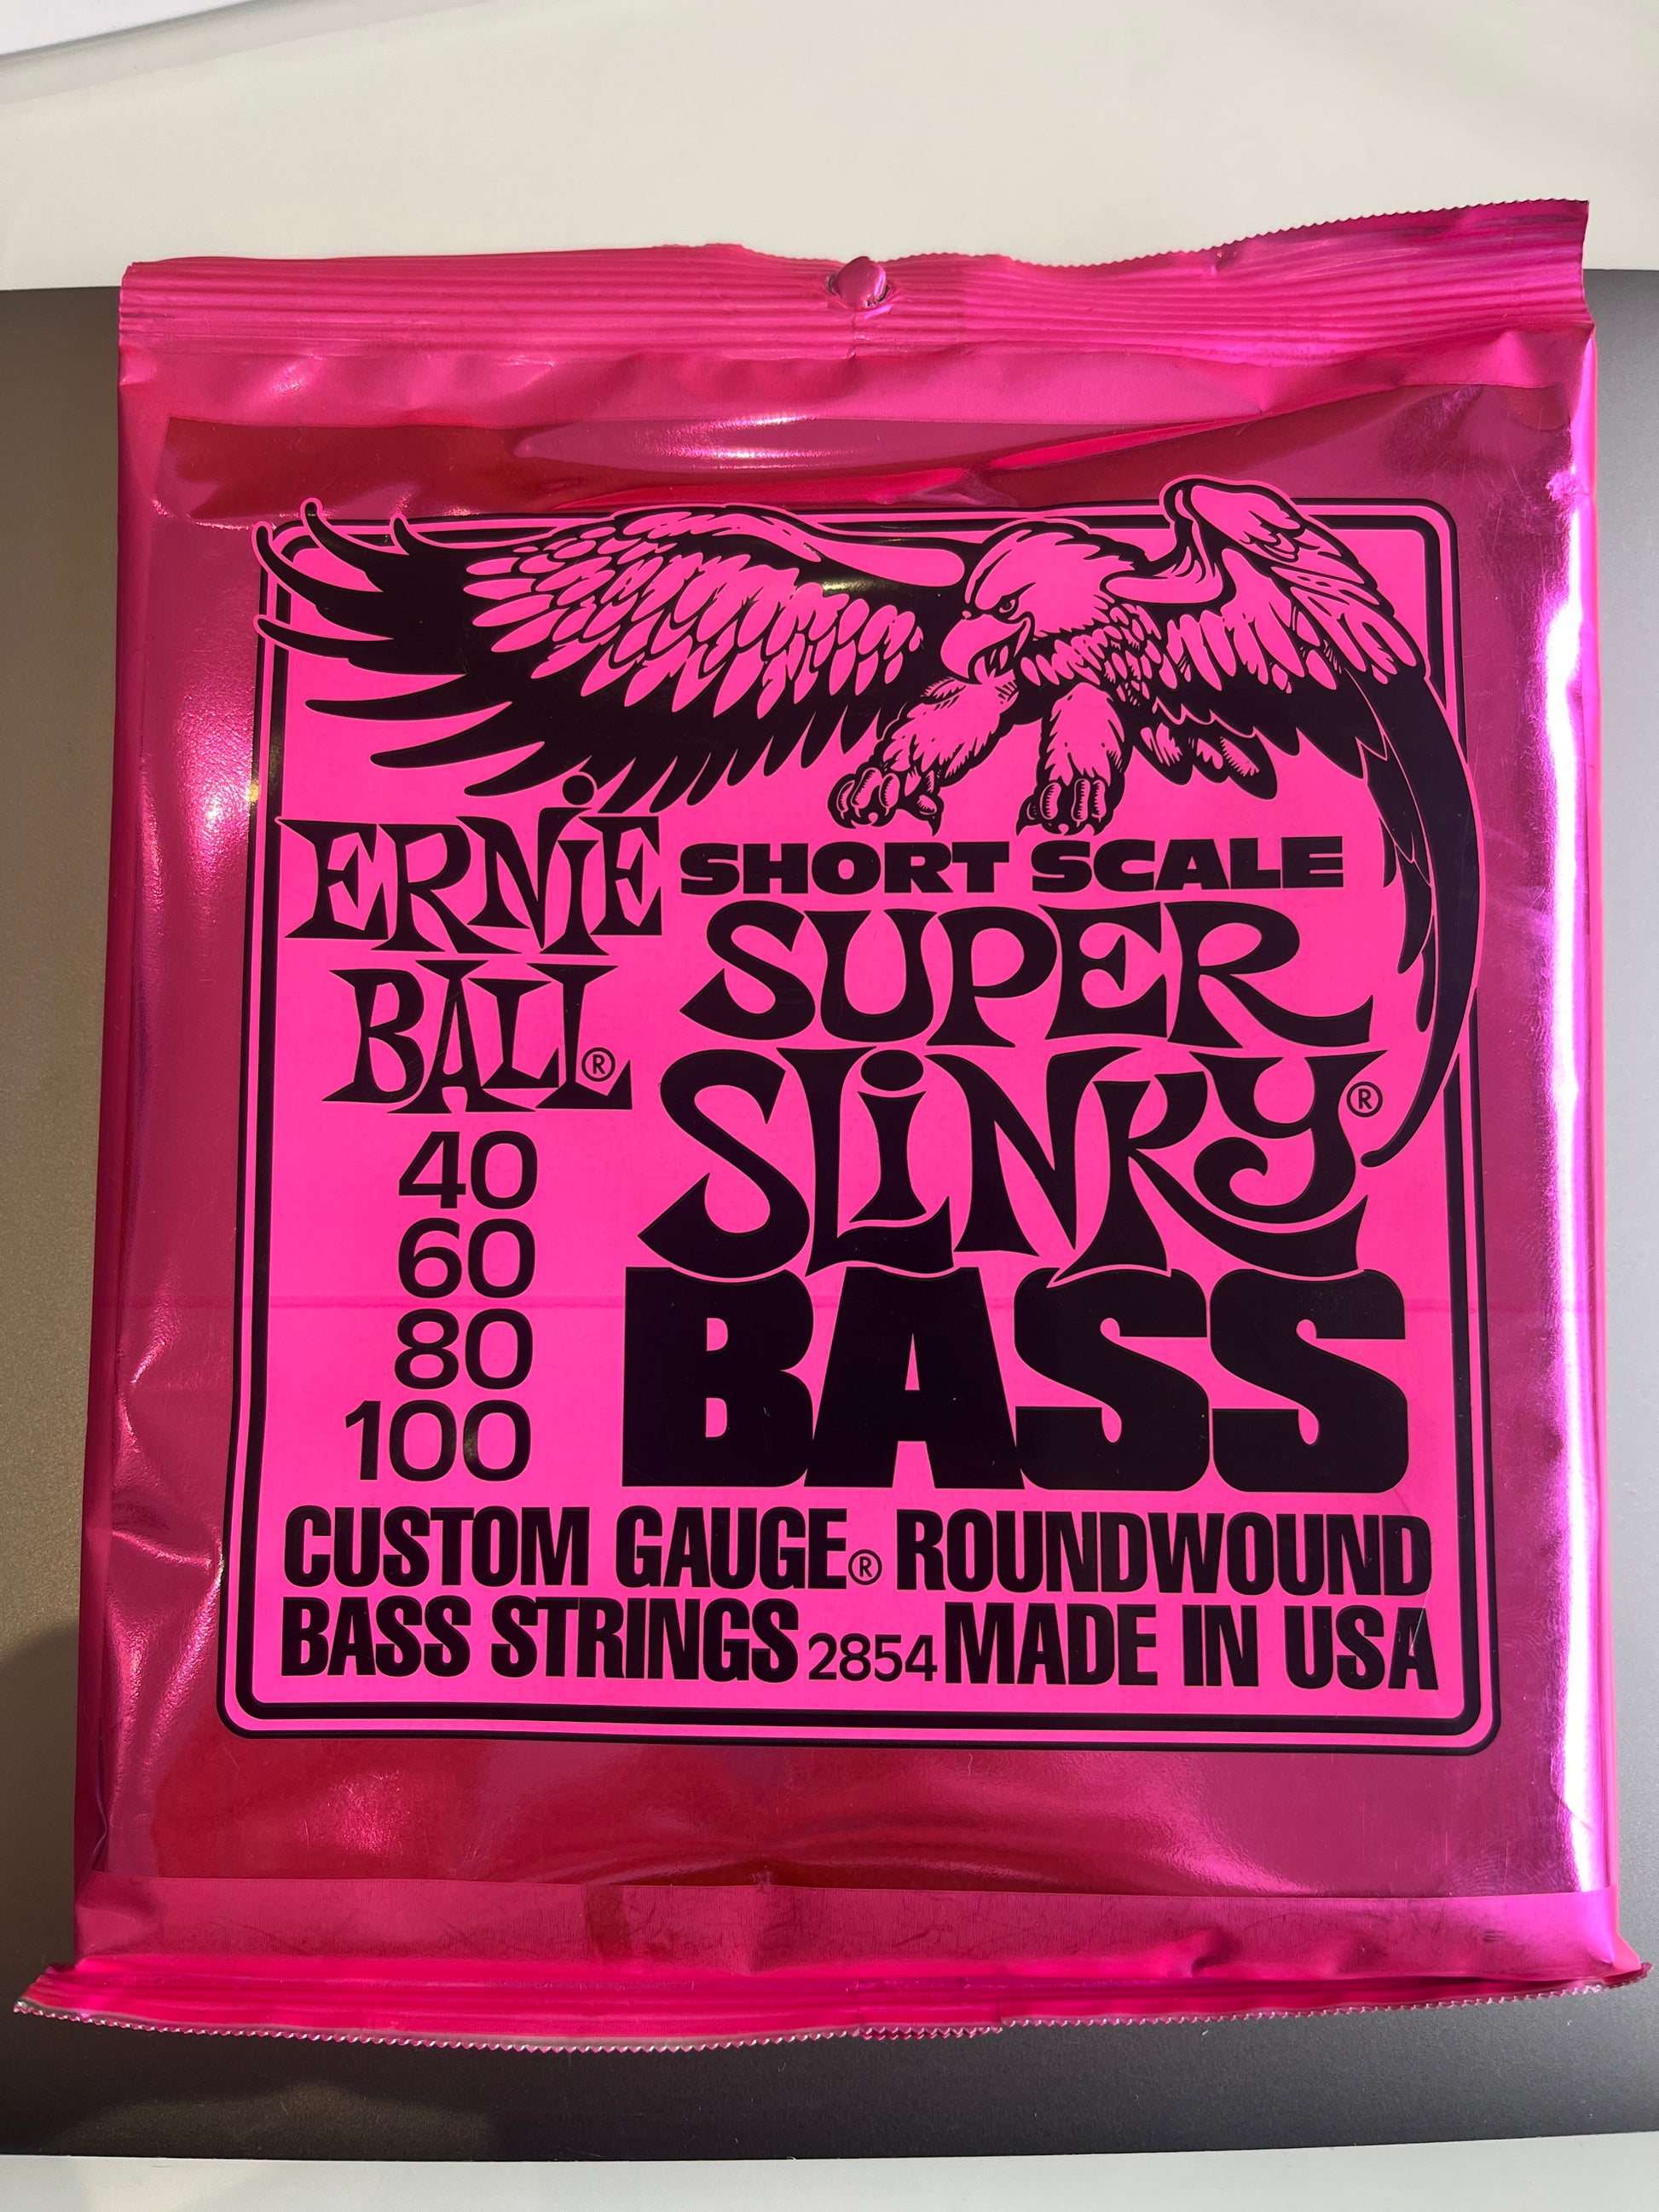 ERNiE
BALL®
SHORT SCALE
SUPER
SLiNKY®
BASS
40
60
80
100
CUSTOM GAUGE® ROUNDWOUND
BASS STRINGS 2854 MADE IN USA